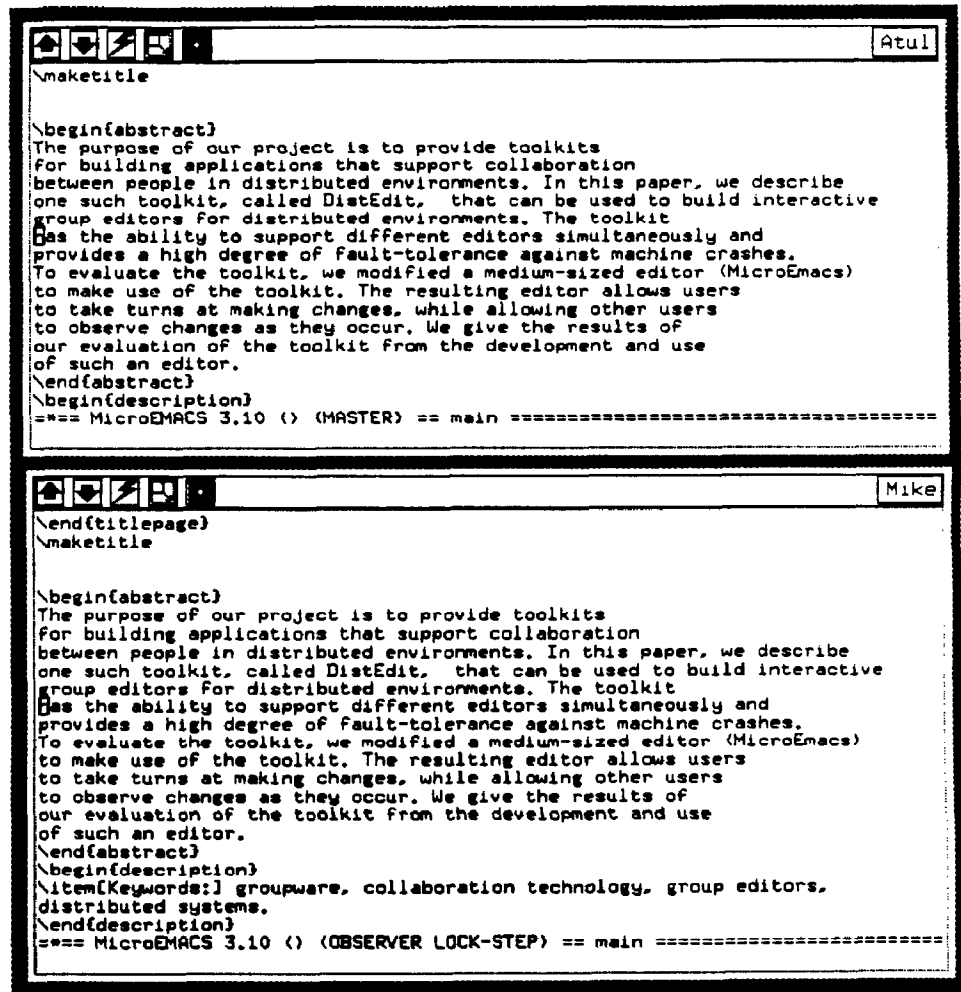 Atul
\maketitle
\begin{abstract}
The purpose of our project is to provide toolkits
for building applications that support collaboration
between people in distributed environments. In this paper, we describe
one such toolkit, called DistEdit,  that can be used to build interactive
group editors for distributed environments. The toolkit
has the ability to support different editors simultaneously and
provides a high degree of fault-tolerance against machine crashes.
To evaluate the toolkit, we modified a medium-sized editor (MicroEmacs)
to make use of the toolkit. The resulting editor allows users
to take turns at making changes, while allowing other users
to observe changes as they occur. We give the results of
our evaluation of the toolkit from the development and use
of such an editor.
\end{abstract}
\begin{description}
=*== MicroEMACS 3.10 () (MASTER) == main ====================================
Mike
\end{titlepage}
\maketitle
\begin{abstract}
The purpose of our project is to provide toolkits
for building applications that support collaboration
between people in distributed environments. In this paper, we describe
one such toolkit, called DistEdit,  that can be used to build interactive
group editors for distributed environments. The toolkit
has the ability to support different editors simultaneously and
provides a high degree of fault-tolerance against machine crashes.
To evaluate the toolkit, we modified a medium-sized editor (MicroEmacs)
to make use of the toolkit. The resulting editor allows users
to take turns at making changes, while allowing other users
to observe changes as they occur. We give the results of
our evaluation of the toolkit from the development and use
of such an editor.
\end{abstract}
\begin{description}
\item[Keywords:] groupware, collaboration technology, group editors,
distributed systems.
\end{description}
=*== MicroEMACS 3.10 () (OBSERVER LOCK-STEP) == main ========================